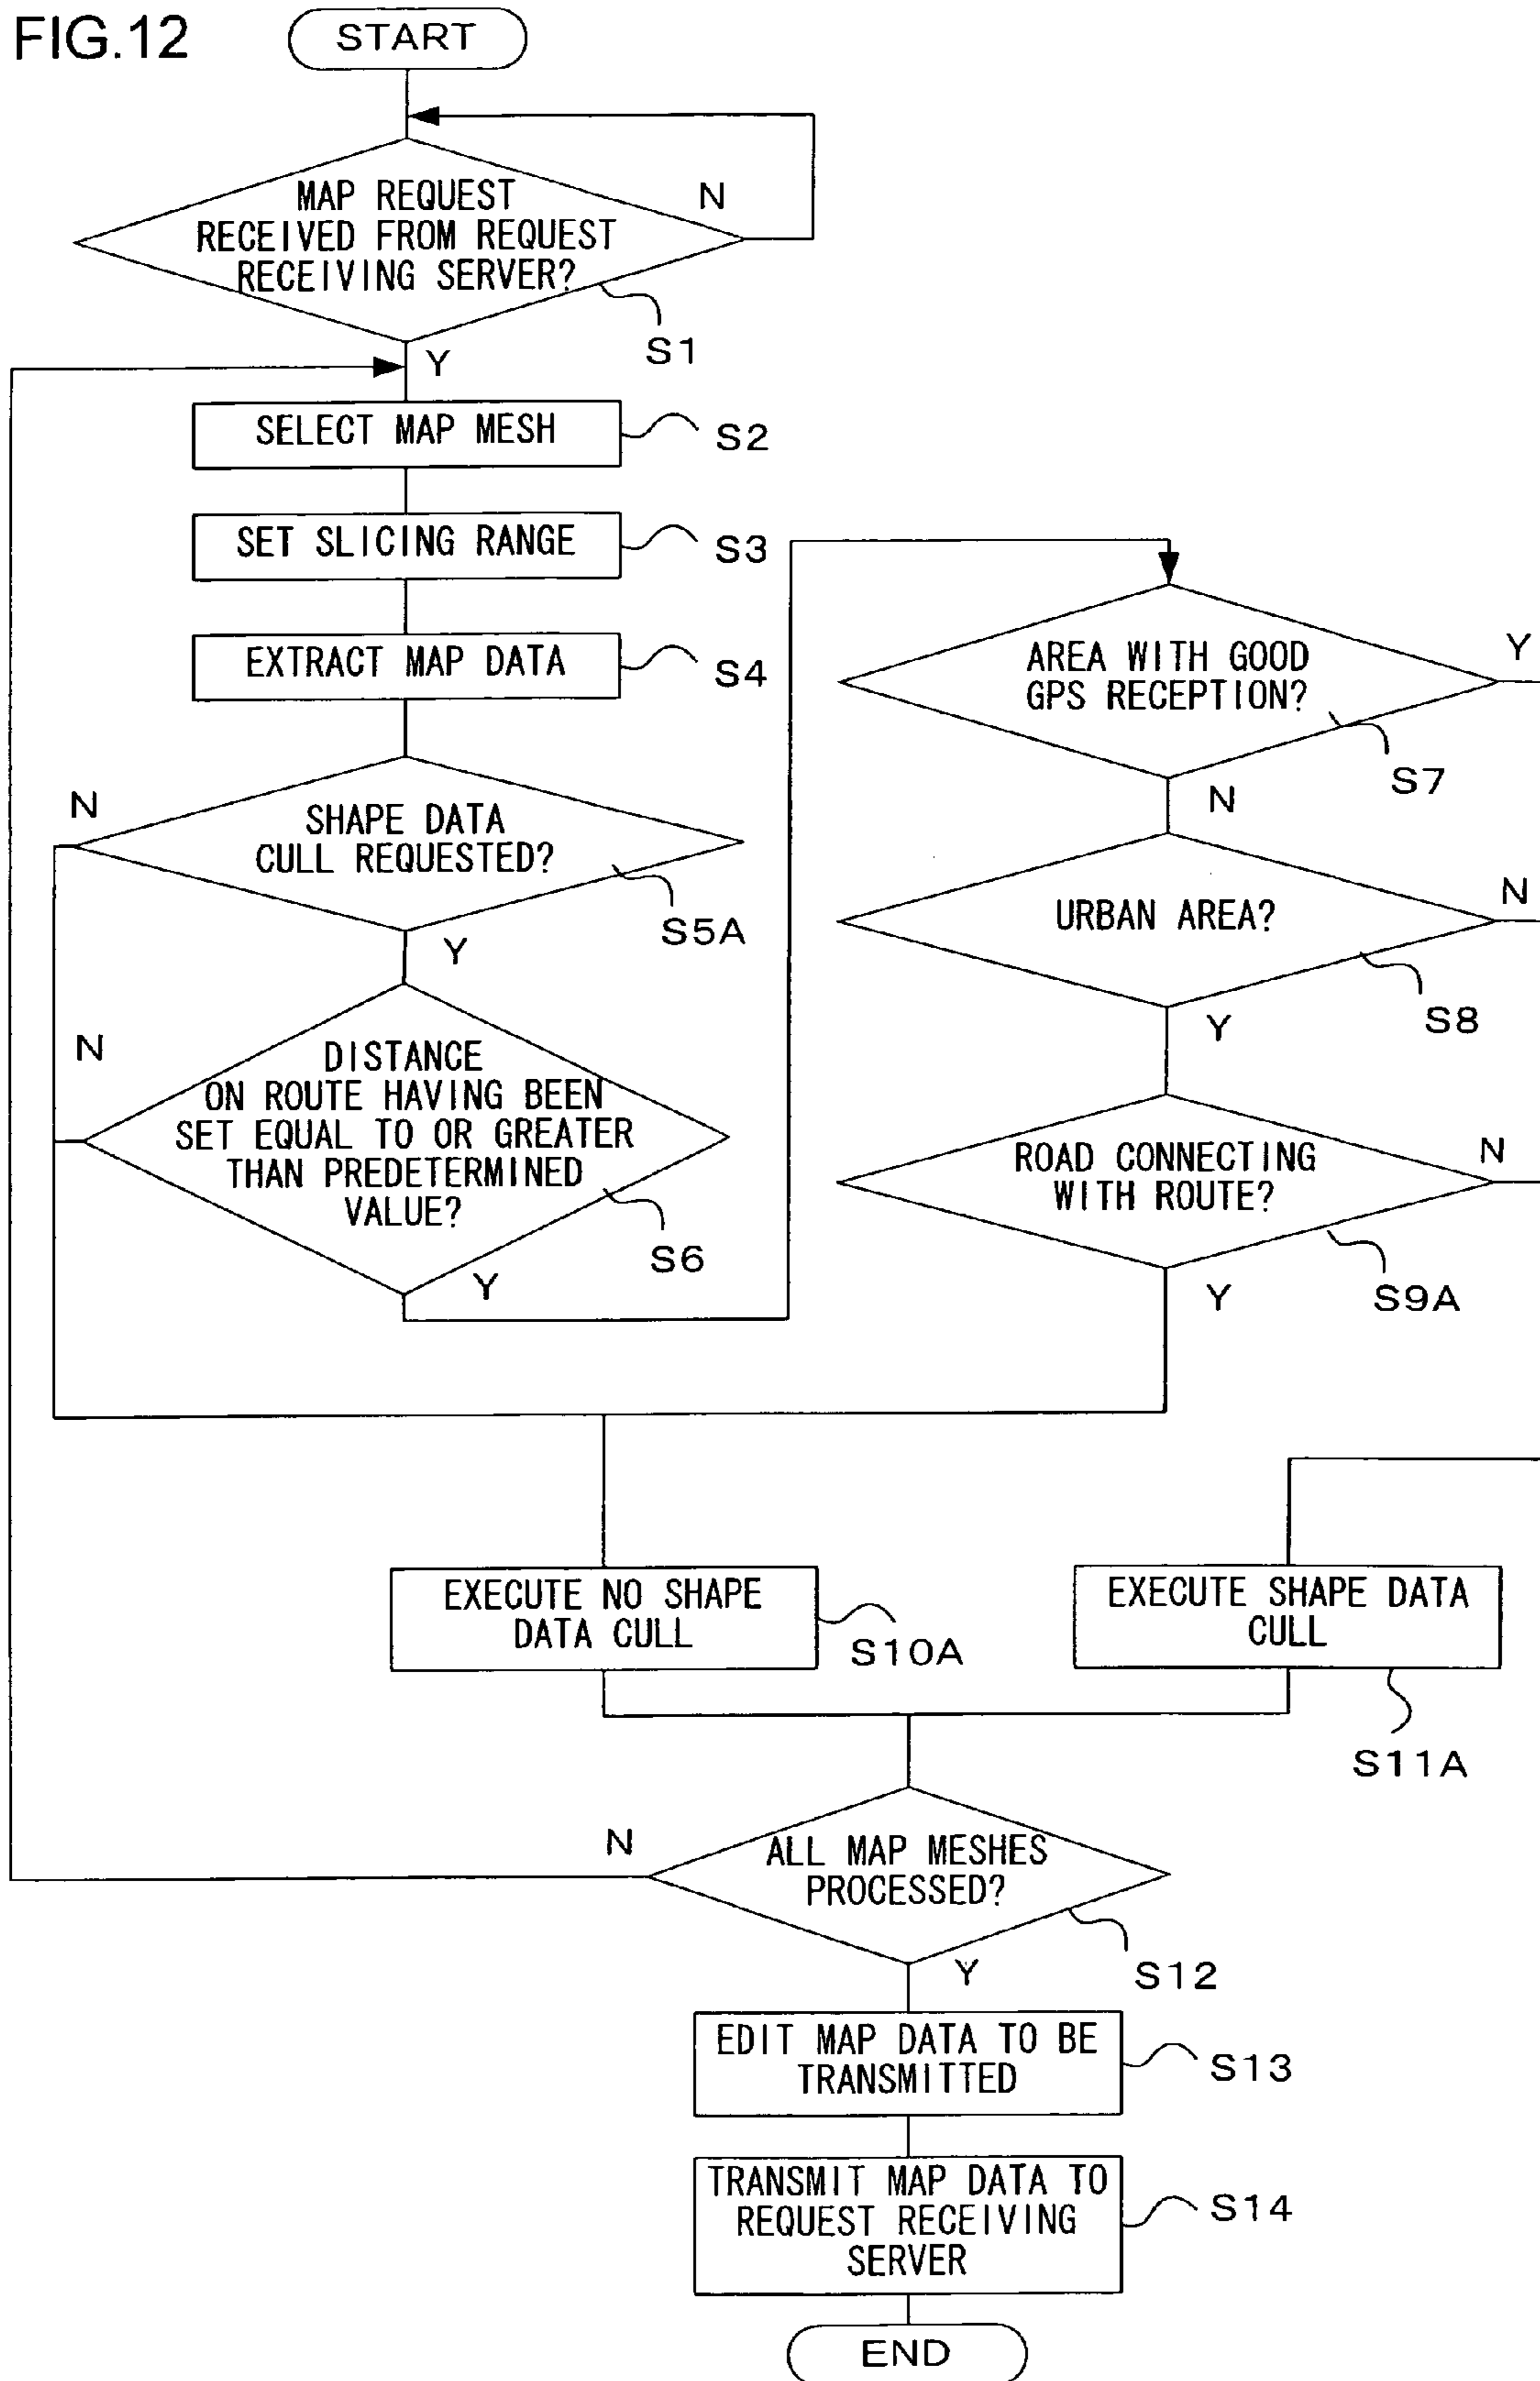 FIG.12
START
MAP REQUEST
RECEIVED FROM REQUEST
RECEIVING SERVER?
N
S1
Y
SELECT MAP MESH
S2
SET SLICING RANGE
S3
EXTRACT MAP DATA
S4
N
SHAPE DATA
CULL REQUESTED?
S5A
Y
N
DISTANCE
ON ROUTE HAVING BEEN
SET EQUAL TO OR GREATER
THAN PREDETERMINED
VALUE?
S6
Y
AREA WITH GOOD
GPS RECEPTION?
Y
S7
N
URBAN AREA?
N
S8
Y
ROAD CONNECTING
WITH ROUTE?
N
S9A
Y
EXECUTE NO SHAPE
DATA CULL
S10A
EXECUTE SHAPE DATA
CULL
S11A
N
ALL MAP MESHES
PROCESSED?
S12
Y
EDIT MAP DATA TO BE
TRANSMITTED
S13
TRANSMIT MAP DATA TO
REQUEST RECEIVING
SERVER
S14
END